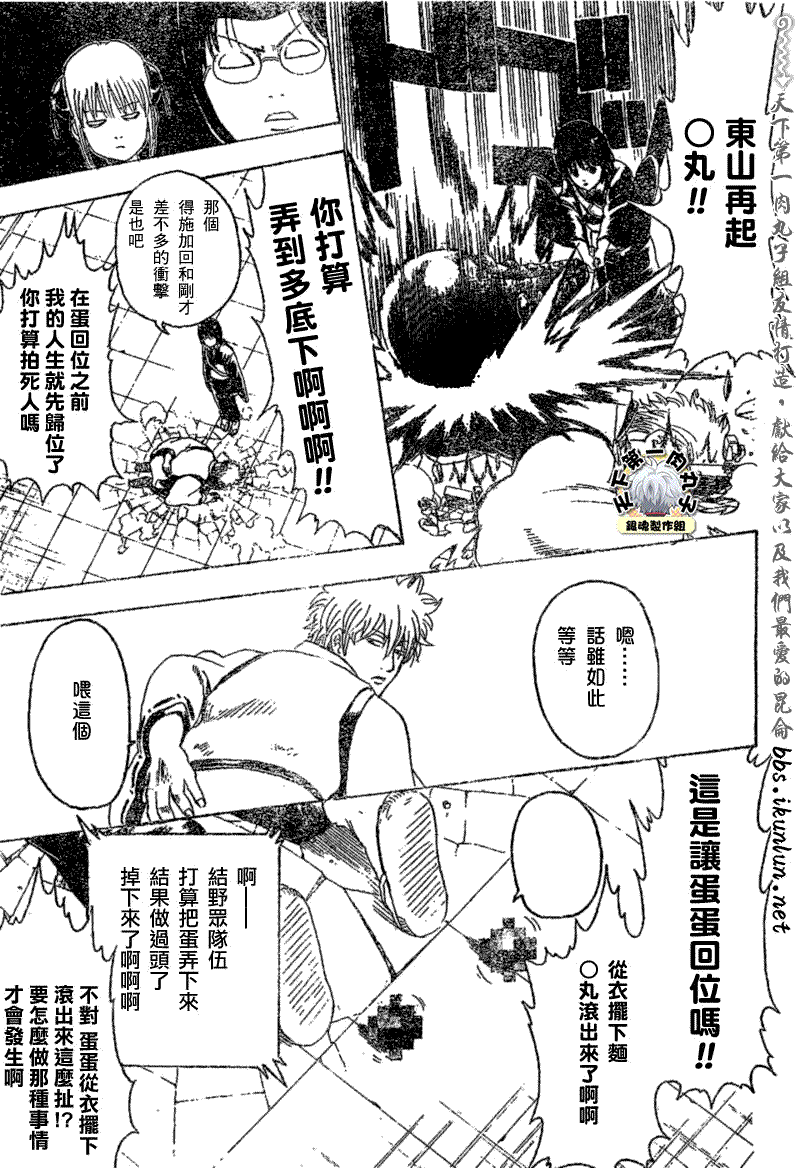 東山再起
〇丸!!
你打算
弄到多底下啊啊啊!!
那個
得施加回和剛才
差不多的衝擊
是也吧
在蛋回位之前
我的人生就先歸位了
你打算拍死人嗎
天下第一肉丸子
銀魂製作組
嗯……
話雖如此
等等
喂這個
這是讓蛋蛋回位嗎!!
從衣擺下麵
〇丸滾出來了啊啊
啊——
結野眾隊伍
打算把蛋弄下來
結果做過頭了
掉下來了啊啊啊
不對 蛋蛋從衣擺下
滾出來這麼扯!?
要怎麼做那種事情
才會發生啊
天下第一肉丸子組友情打造,獻給大家以及我們最愛的昆侖 bbs.ikunlun.net